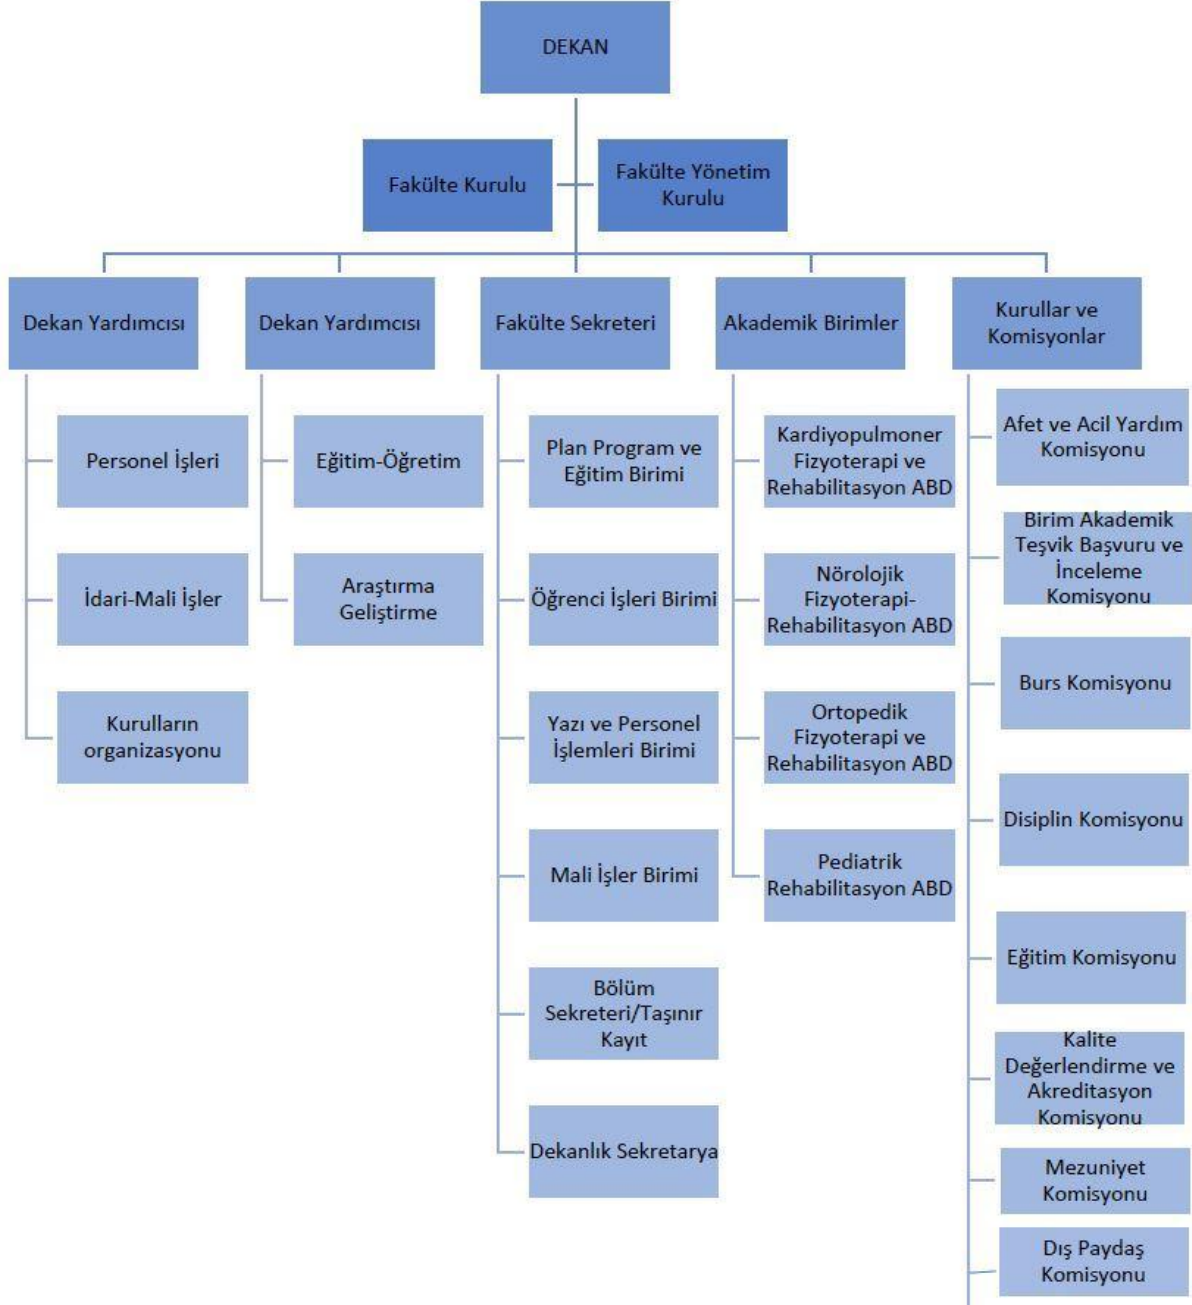 DEKAN
Fakülte Kurulu
Fakülte Yönetim
Kurulu
Dekan Yardımcısı
Personel İşleri
İdari-Mali İşler
Kurulların
organizasyonu
Dekan Yardımcısı
Eğitim-Öğretim
Araştırma
Geliştirme
Fakülte Sekreteri
Plan Program ve
Eğitim Birimi
Öğrenci İşleri Birimi
Yazı ve Personel
İşlemleri Birimi
Mali İşler Birimi
Bölüm
Sekreteri/Taşınır
Kayıt
Dekanlık Sekretarya
Akademik Birimler
Kardiyopulmoner
Fizyoterapi ve
Rehabilitasyon ABD
Nörolojik
Fizyoterapi-
Rehabilitasyon ABD
Ortopedik
Fizyoterapi ve
Rehabilitasyon ABD
Pediatrik
Rehabilitasyon ABD
Kurullar ve
Komisyonlar
Afet ve Acil Yardım
Komisyonu
Birim Akademik
Teşvik Başvuru ve
İnceleme
Komisyonu
Burs Komisyonu
Disiplin Komisyonu
Eğitim Komisyonu
Kalite
Değerlendirme ve
Akreditasyon
Komisyonu
Mezuniyet
Komisyonu
Dış Paydaş
Komisyonu